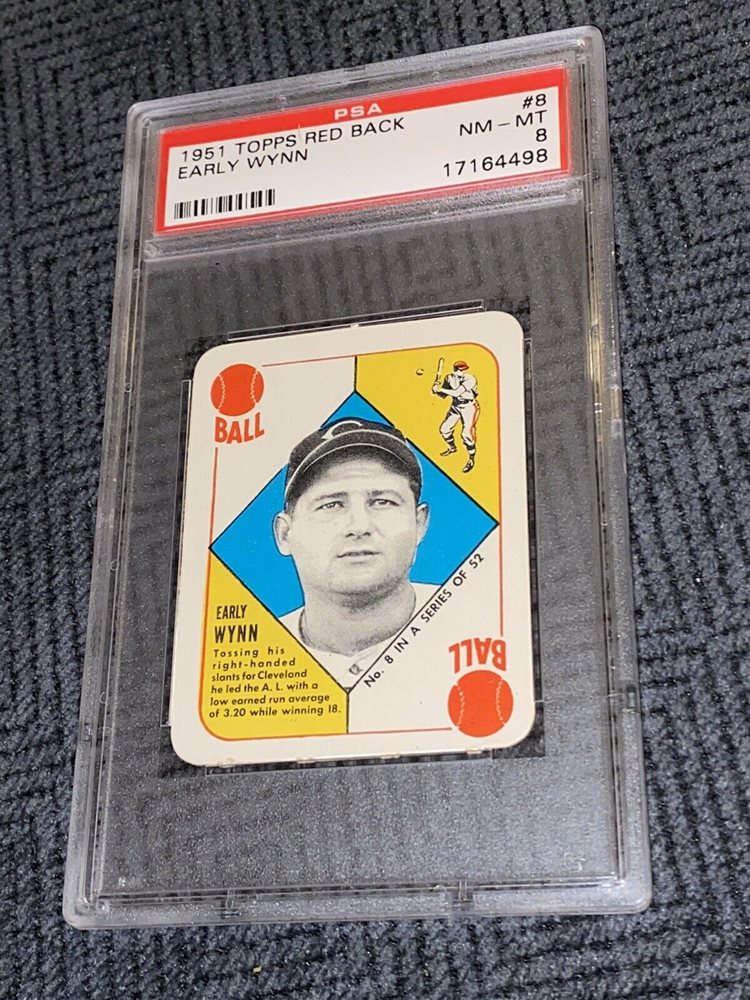 PSA
1951 TOPPS RED BACK #8
EARLY WYNN NM-MT
8
17164498
BALL
EARLY
WYNN
Tossing his
right-handed
slants for Cleveland
he led the A. L. with a
low earned run average
of 3.20 while winning 18.
No. 8 IN A SERIES OF 52
BALL